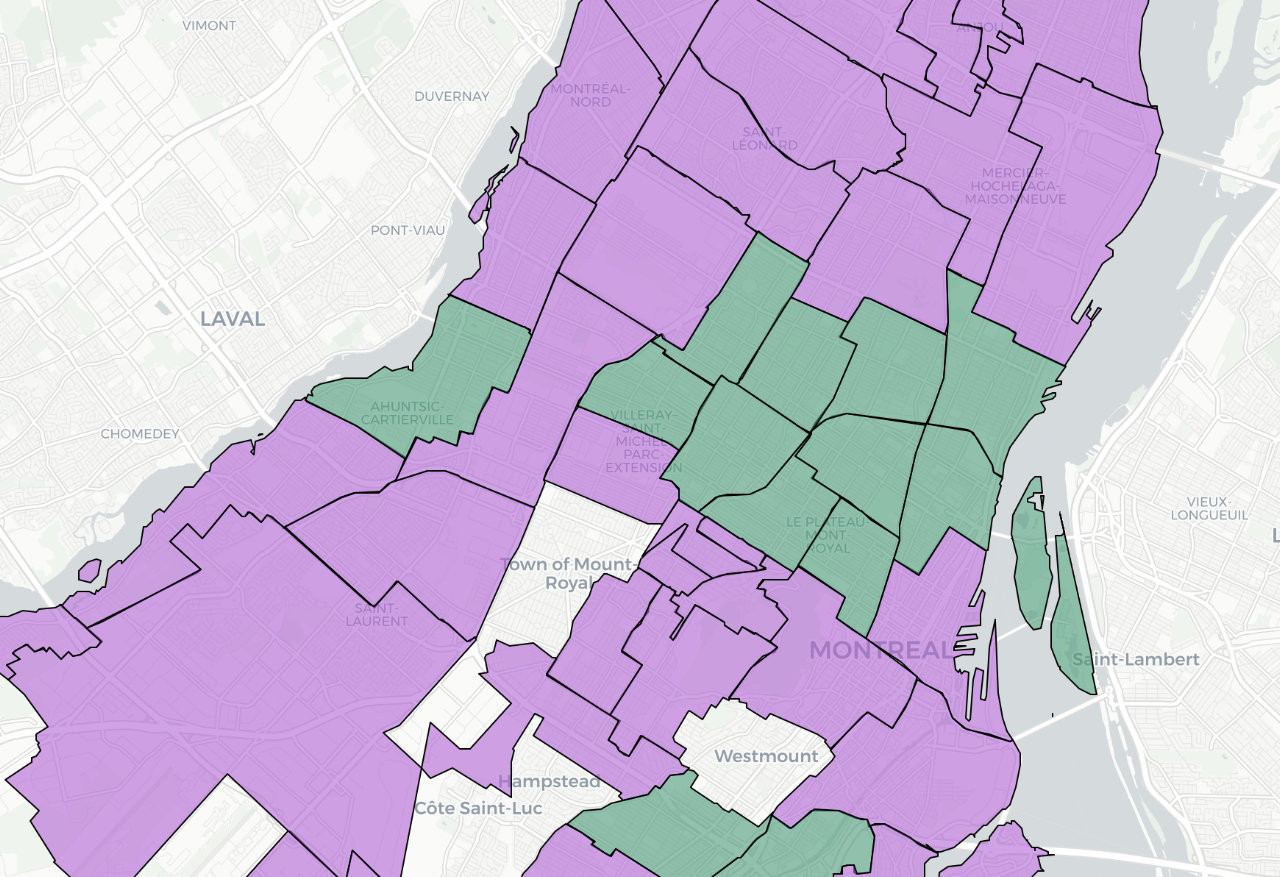 VIMONT
ANJOU
DUVERNAY
MONTRÉAL-
NORD
SAINT-
LÉONARD
MERCIER-
HOCHELAGA-
MAISONNEUVE
PONT-VIAU
LAVAL
AHUNTSIC-
CARTIERVILLE
CHOMEDEY
VILLERAY-
SAINT-
MICHEL
PARC-
EXTENSION
VIEUX-
LONGUEUIL
LE PLATEAU
MONT
ROYAL
L
Town of Mount-
Royal
SAINT-
LAURENT
MONTREAL
Saint-Lambert
Westmount
Hampstead
Côte Saint-Luc